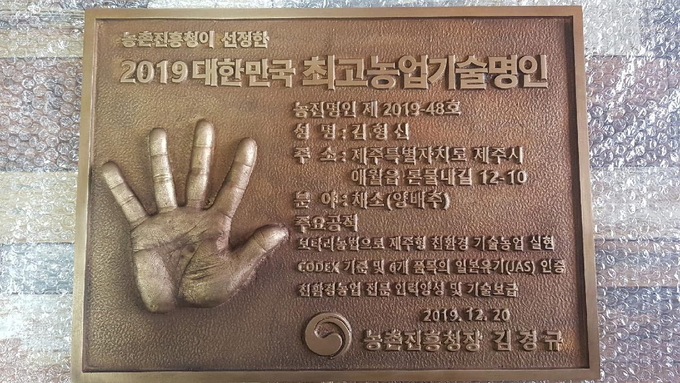 농촌진흥청이 선정한
2019 대한민국 최고농업기술명인
농진명인 제 2019-48호
성 명 : 김형신
주 소 : 제주특별자치도 제주시
애월읍 몸물내길 12-10
분 야 : 채소(양배추)
주요공적
보타리농법으로 제주형 친환경 기술농업 실현
CODEX 기준 및 6개 품목의 일본유기(JAS) 인증
친환경농업 전문 인력양성 및 기술보급
2019. 12. 20
농촌진흥청장 김경규